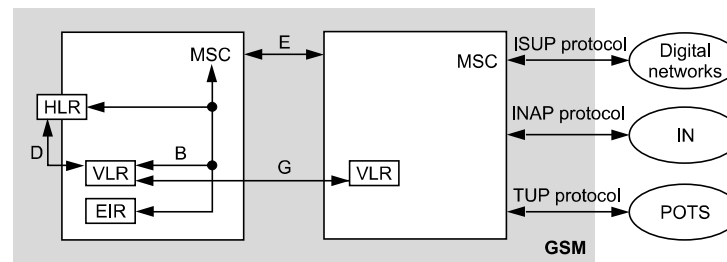 E
MSC
HLR
D
B
VLR
EIR
G
MSC
VLR
ISUP protocol
Digital
networks
INAP protocol
IN
TUP protocol
POTS
GSM